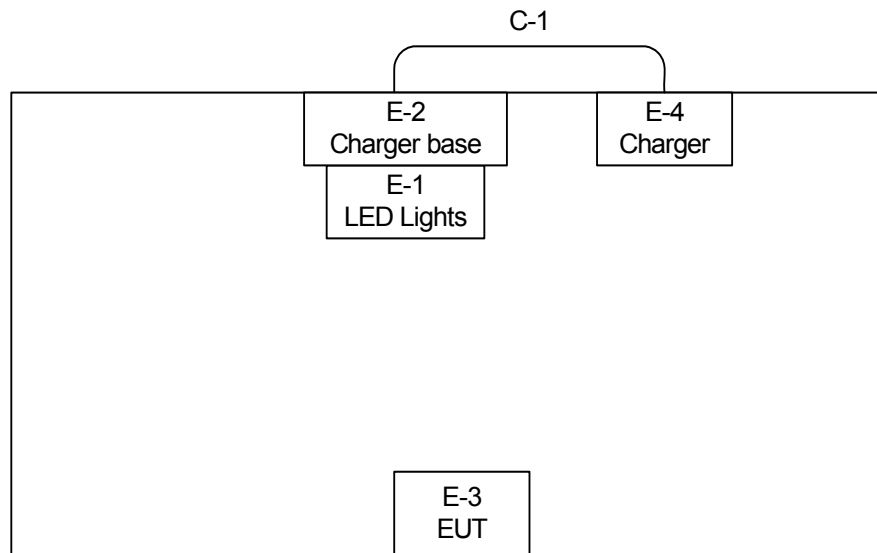 C-1
E-2
Charger base
E-4
Charger
E-1
LED Lights
E-3
EUT